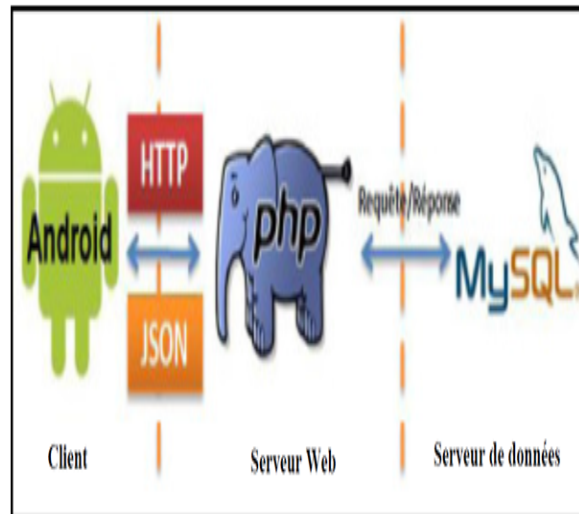 Android
HTTP
JSON
php
Requête/Réponse
MySQL
Client
Serveur Web
Serveur de données